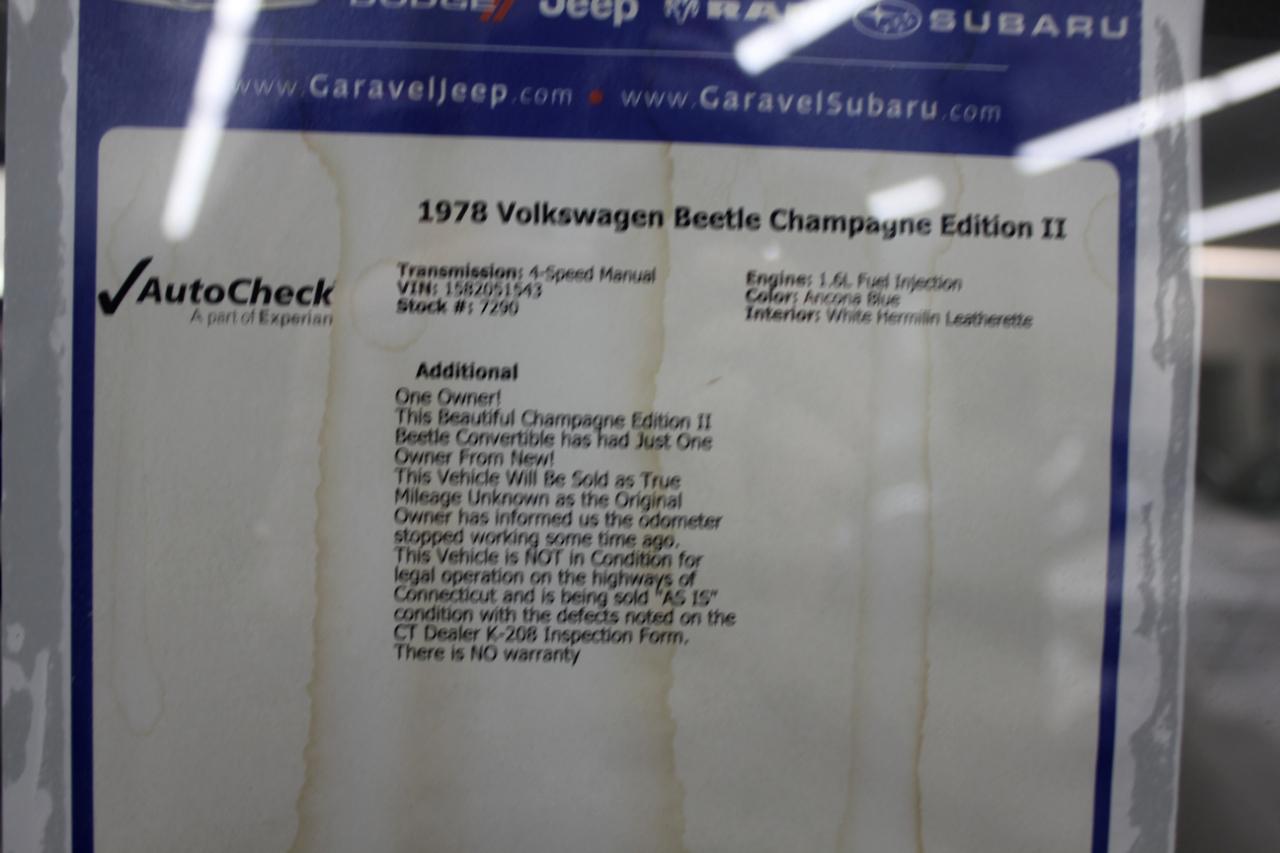 DODGE Jeep RAM SUBARU
www.GaravelJeep.com • www.GaravelSubaru.com
1978 Volkswagen Beetle Champagne Edition II
AutoCheck
A part of Experian
Transmission: 4-Speed Manual
VIN: 1582051543
Stock #: 7290
Engine: 1.6L Fuel Injection
Color: Ancona Blue
Interior: White Hermilin Leatherette
Additional
One Owner!
This Beautiful Champagne Edition II
Beetle Convertible has had Just One
Owner From New!
This Vehicle Will Be Sold as True
Mileage Unknown as the Original
Owner has informed us the odometer
stopped working some time ago.
This Vehicle is NOT in Condition for
legal operation on the highways of
Connecticut and is being sold "AS IS"
condition with the defects noted on the
CT Dealer K-208 Inspection Form.
There is NO warranty